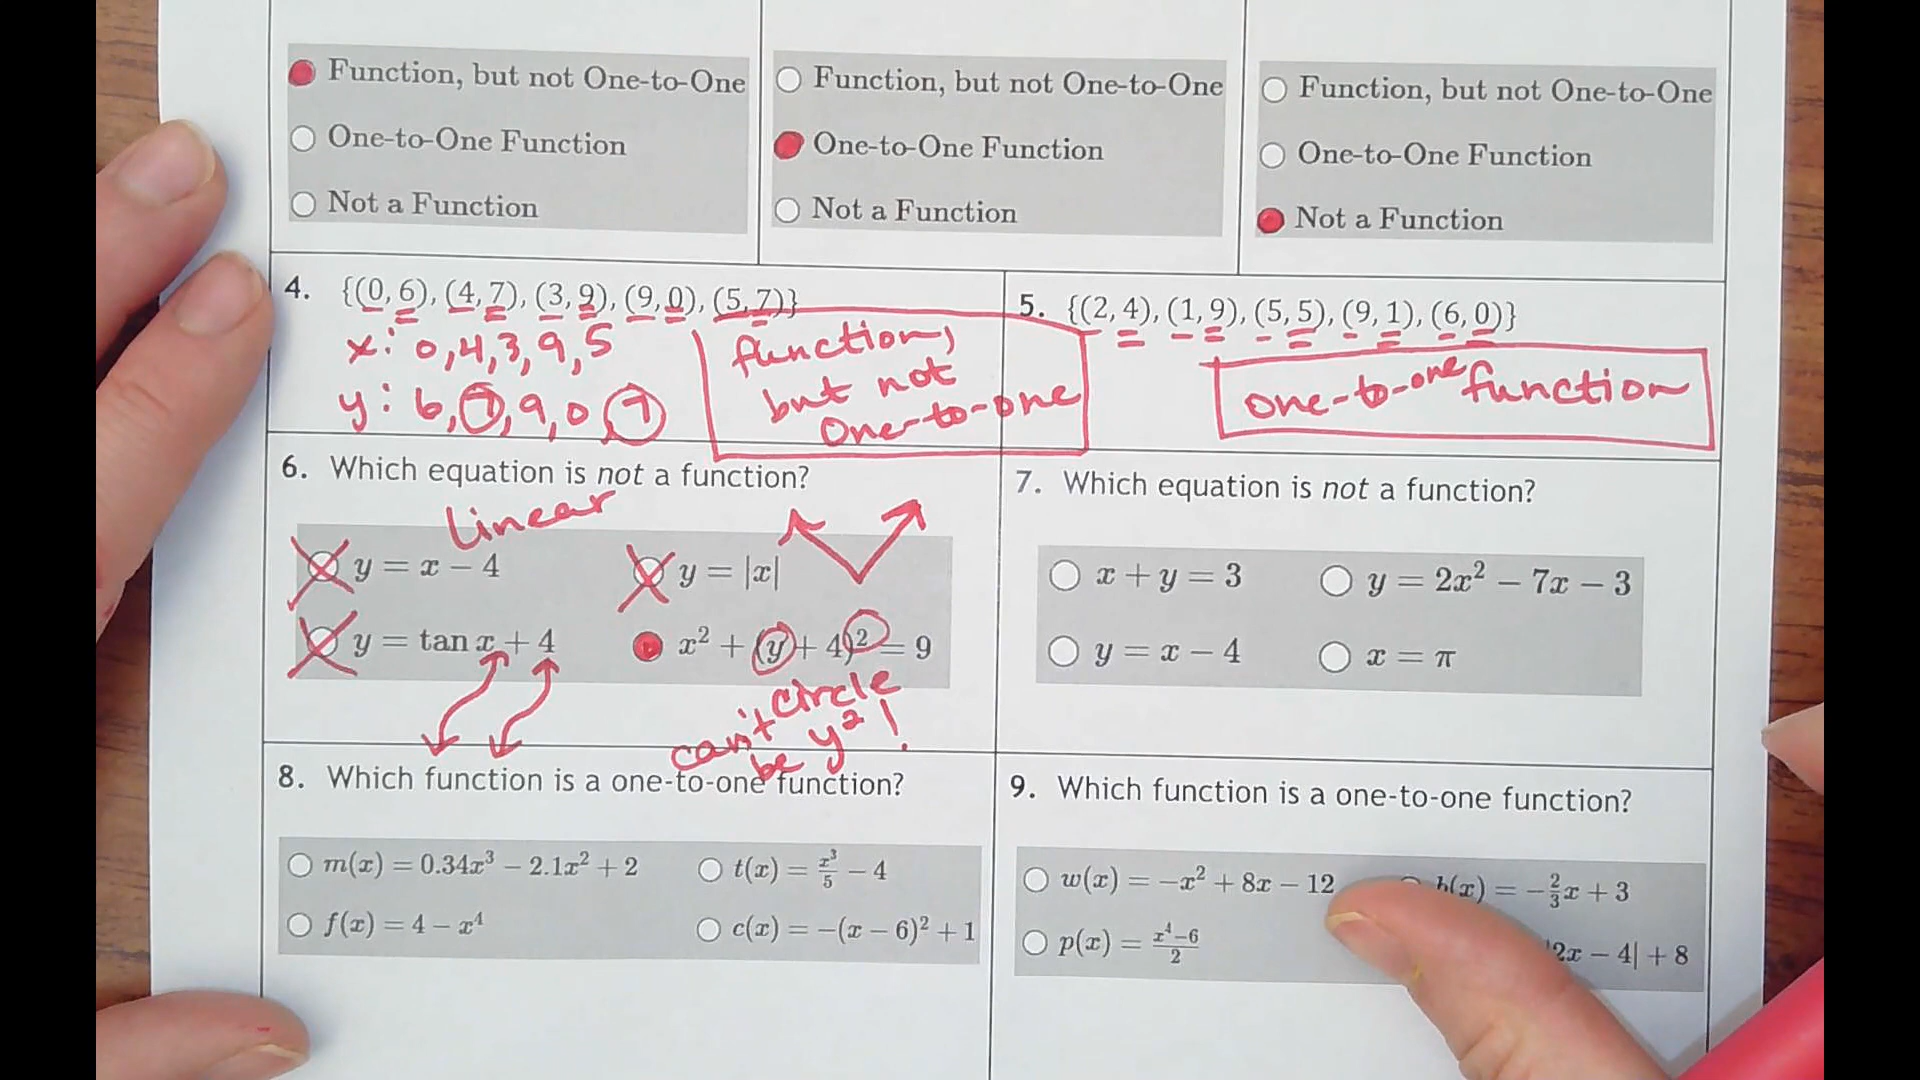 Function, but not One-to-One
One-to-One Function
Not a Function
Function, but not One-to-One
One-to-One Function
Not a Function
Function, but not One-to-One
One-to-One Function
Not a Function
4. {(0, 6), (4, 7), (3, 9), (9, 0), (5, 7)}
x: 0,4,3,9,5
y: 6,7,9,0,7
function,
but not
one-to-one
5. {(2, 4), (1, 9), (5, 5), (9, 1), (6, 0)}
one-to-one function
6. Which equation is not a function?
Linear
y = x − 4
y = |x|
y = tan x + 4
x² + (y + 4)² = 9
circle
can't be y²!
7. Which equation is not a function?
x + y = 3
y = 2x² − 7x − 3
y = x − 4
x = π
8. Which function is a one-to-one function?
m(x) = 0.34x³ − 2.1x² + 2
t(x) = x³/5 − 4
f(x) = 4 − x⁴
c(x) = −(x − 6)² + 1
9. Which function is a one-to-one function?
w(x) = −x² + 8x − 12
h(x) = −2/3x + 3
p(x) = x⁴−6/2
2x − 4| + 8